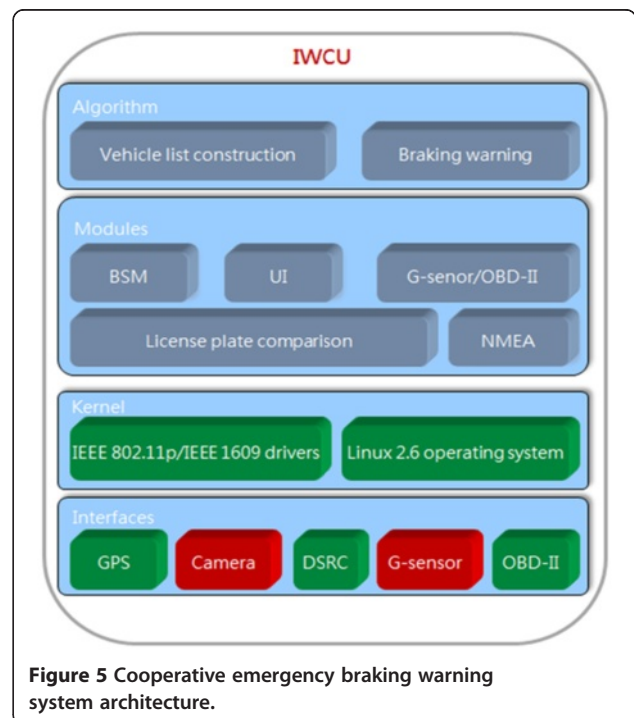 IWCU
Algorithm
Vehicle list construction
Braking warning
Modules
BSM
UI
G-senor/OBD-II
License plate comparison
NMEA
Kernel
IEEE 802.11p/IEEE 1609 drivers
Linux 2.6 operating system
Interfaces
GPS
Camera
DSRC
G-sensor
OBD-II
Figure 5 Cooperative emergency braking warning
system architecture.